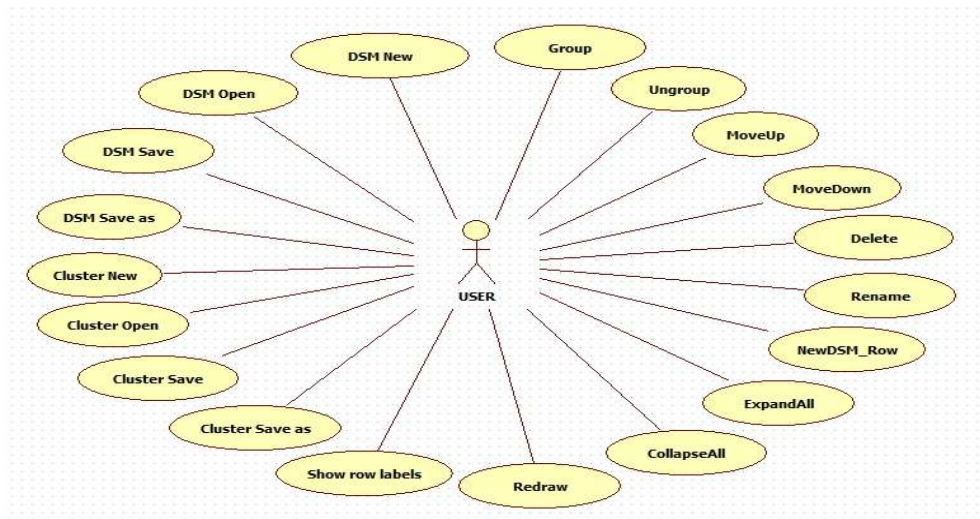 DSM New
Group
DSM Open
Ungroup
MoveUp
DSM Save
MoveDown
DSM Save as
Delete
Cluster New
Rename
USER
Cluster Open
NewDSM_Row
Cluster Save
ExpandAll
Cluster Save as
CollapseAll
Show row labels
Redraw